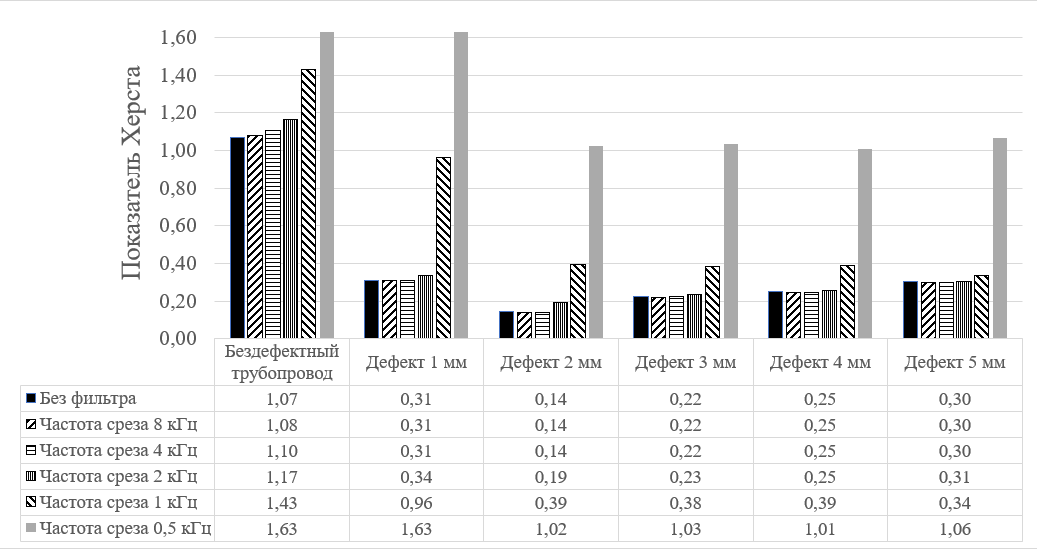 Показатель Херста
1,60
1,40
1,20
1,00
0,80
0,60
0,40
0,20
0,00
Бездефектный
трубопровод
Дефект 1 мм
Дефект 2 мм
Дефект 3 мм
Дефект 4 мм
Дефект 5 мм
Без фильтра 1,07 0,31 0,14 0,22 0,25 0,30
Частота среза 8 кГц 1,08 0,31 0,14 0,22 0,25 0,30
Частота среза 4 кГц 1,10 0,31 0,14 0,22 0,25 0,30
Частота среза 2 кГц 1,17 0,34 0,19 0,23 0,25 0,31
Частота среза 1 кГц 1,43 0,96 0,39 0,38 0,39 0,34
Частота среза 0,5 кГц 1,63 1,63 1,02 1,03 1,01 1,06